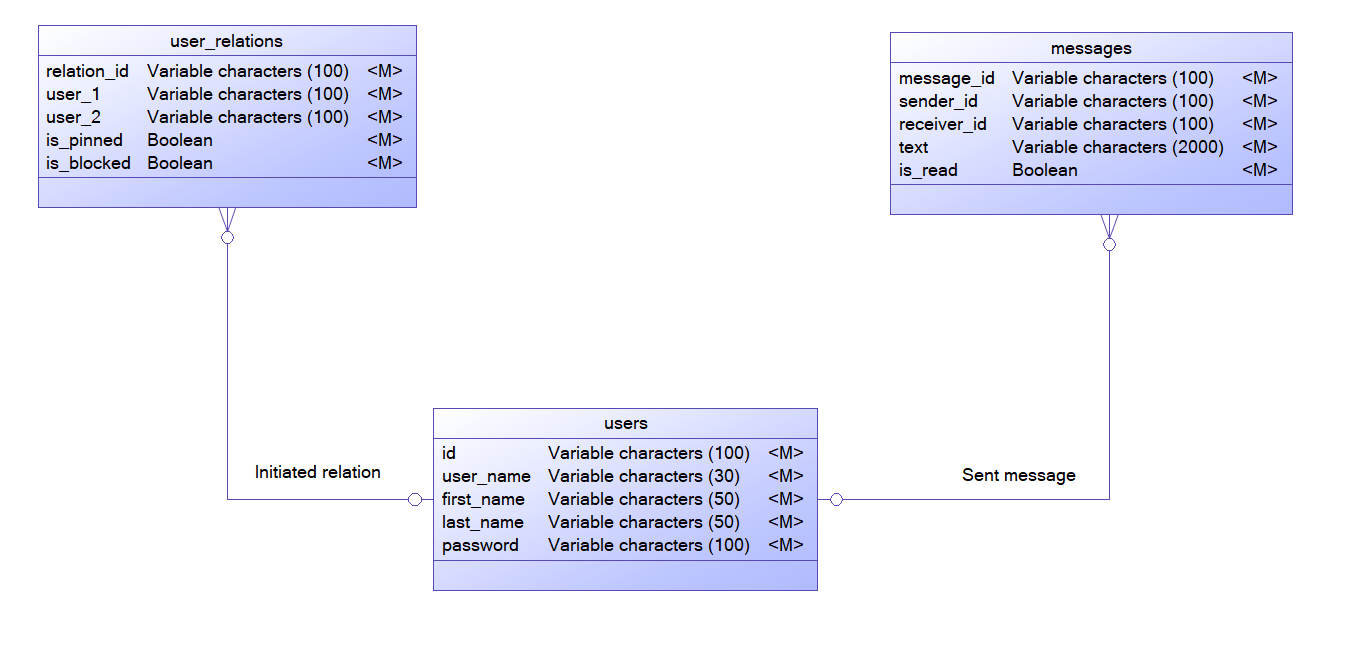 user_relations
relation_id Variable characters (100) <M>
user_1 Variable characters (100) <M>
user_2 Variable characters (100) <M>
is_pinned Boolean <M>
is_blocked Boolean <M>
messages
message_id Variable characters (100) <M>
sender_id Variable characters (100) <M>
receiver_id Variable characters (100) <M>
text Variable characters (2000) <M>
is_read Boolean <M>
Initiated relation
users
id Variable characters (100) <M>
user_name Variable characters (30) <M>
first_name Variable characters (50) <M>
last_name Variable characters (50) <M>
password Variable characters (100) <M>
Sent message